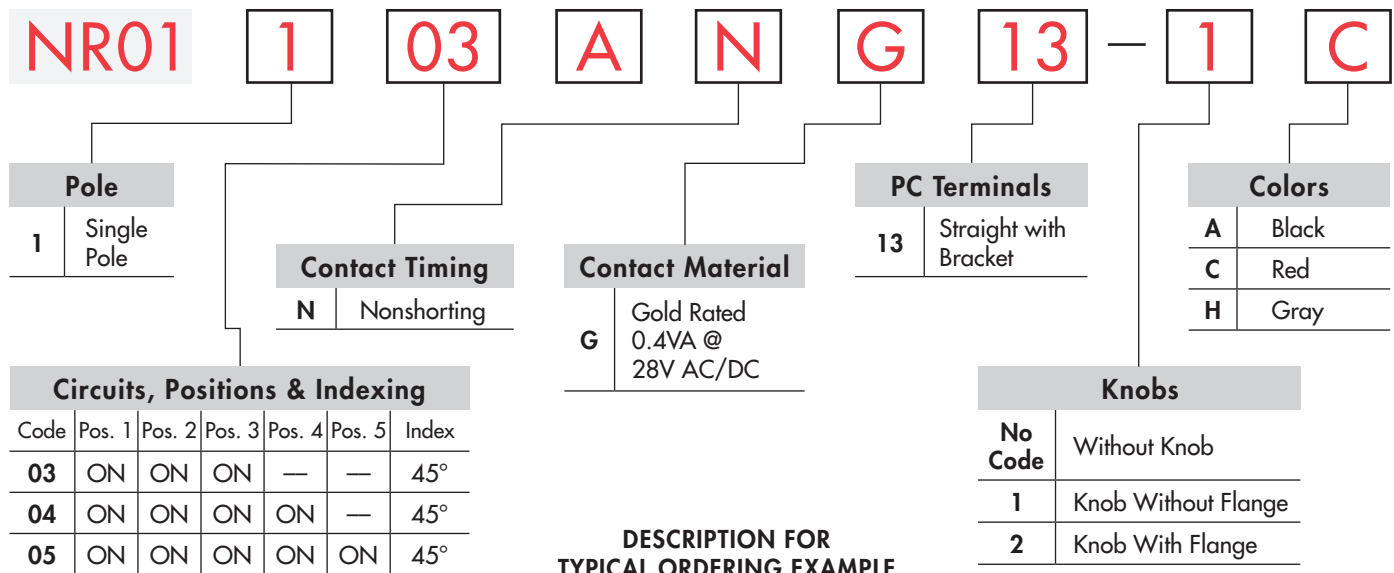 NR01 1 03 A N G 13 – 1 C
Pole
1 Single Pole
Contact Timing
N Nonshorting
Contact Material
G Gold Rated 0.4VA @ 28V AC/DC
PC Terminals
13 Straight with Bracket
Colors
A Black
C Red
H Gray
Circuits, Positions & Indexing
Code Pos. 1 Pos. 2 Pos. 3 Pos. 4 Pos. 5 Index
03 ON ON ON — — 45°
04 ON ON ON ON — 45°
05 ON ON ON ON ON 45°
Knobs
No Code Without Knob
1 Knob Without Flange
2 Knob With Flange
DESCRIPTION FOR
TYPICAL ORDERING EXAMPLE